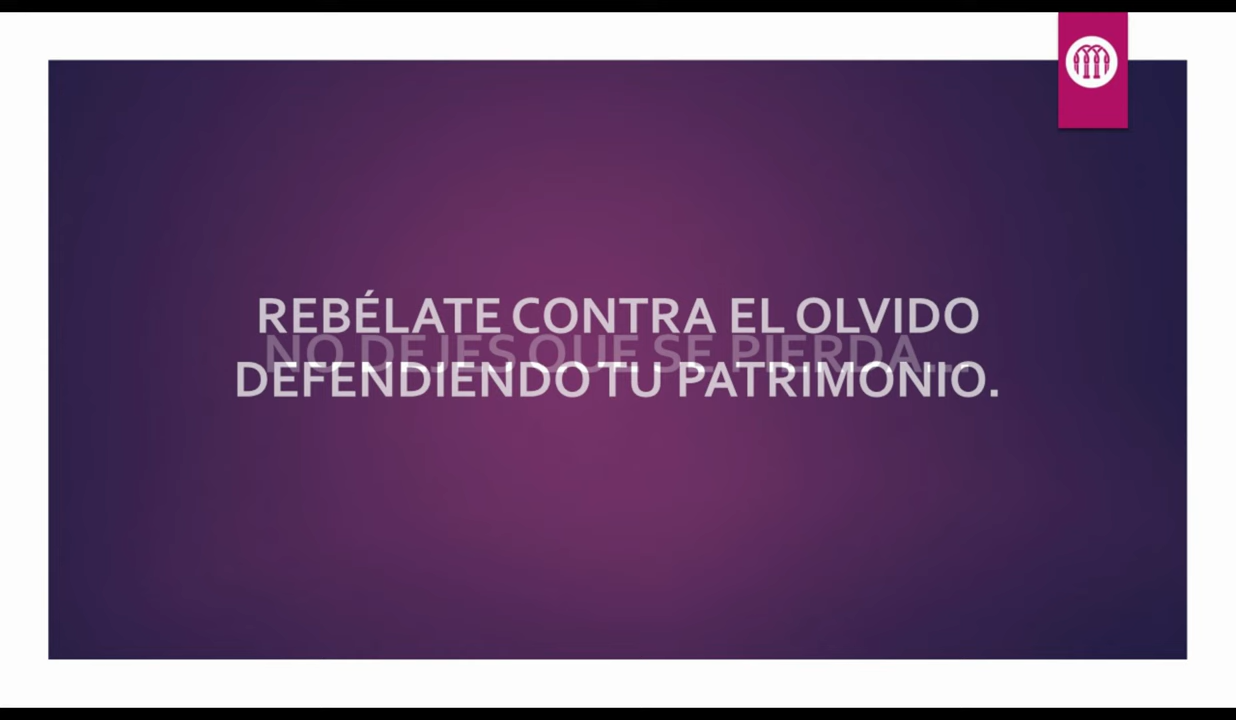 REBÉLATE CONTRA EL OLVIDO
NO DEJES QUE SE PIERDA...
DEFENDIENDO TU PATRIMONIO.